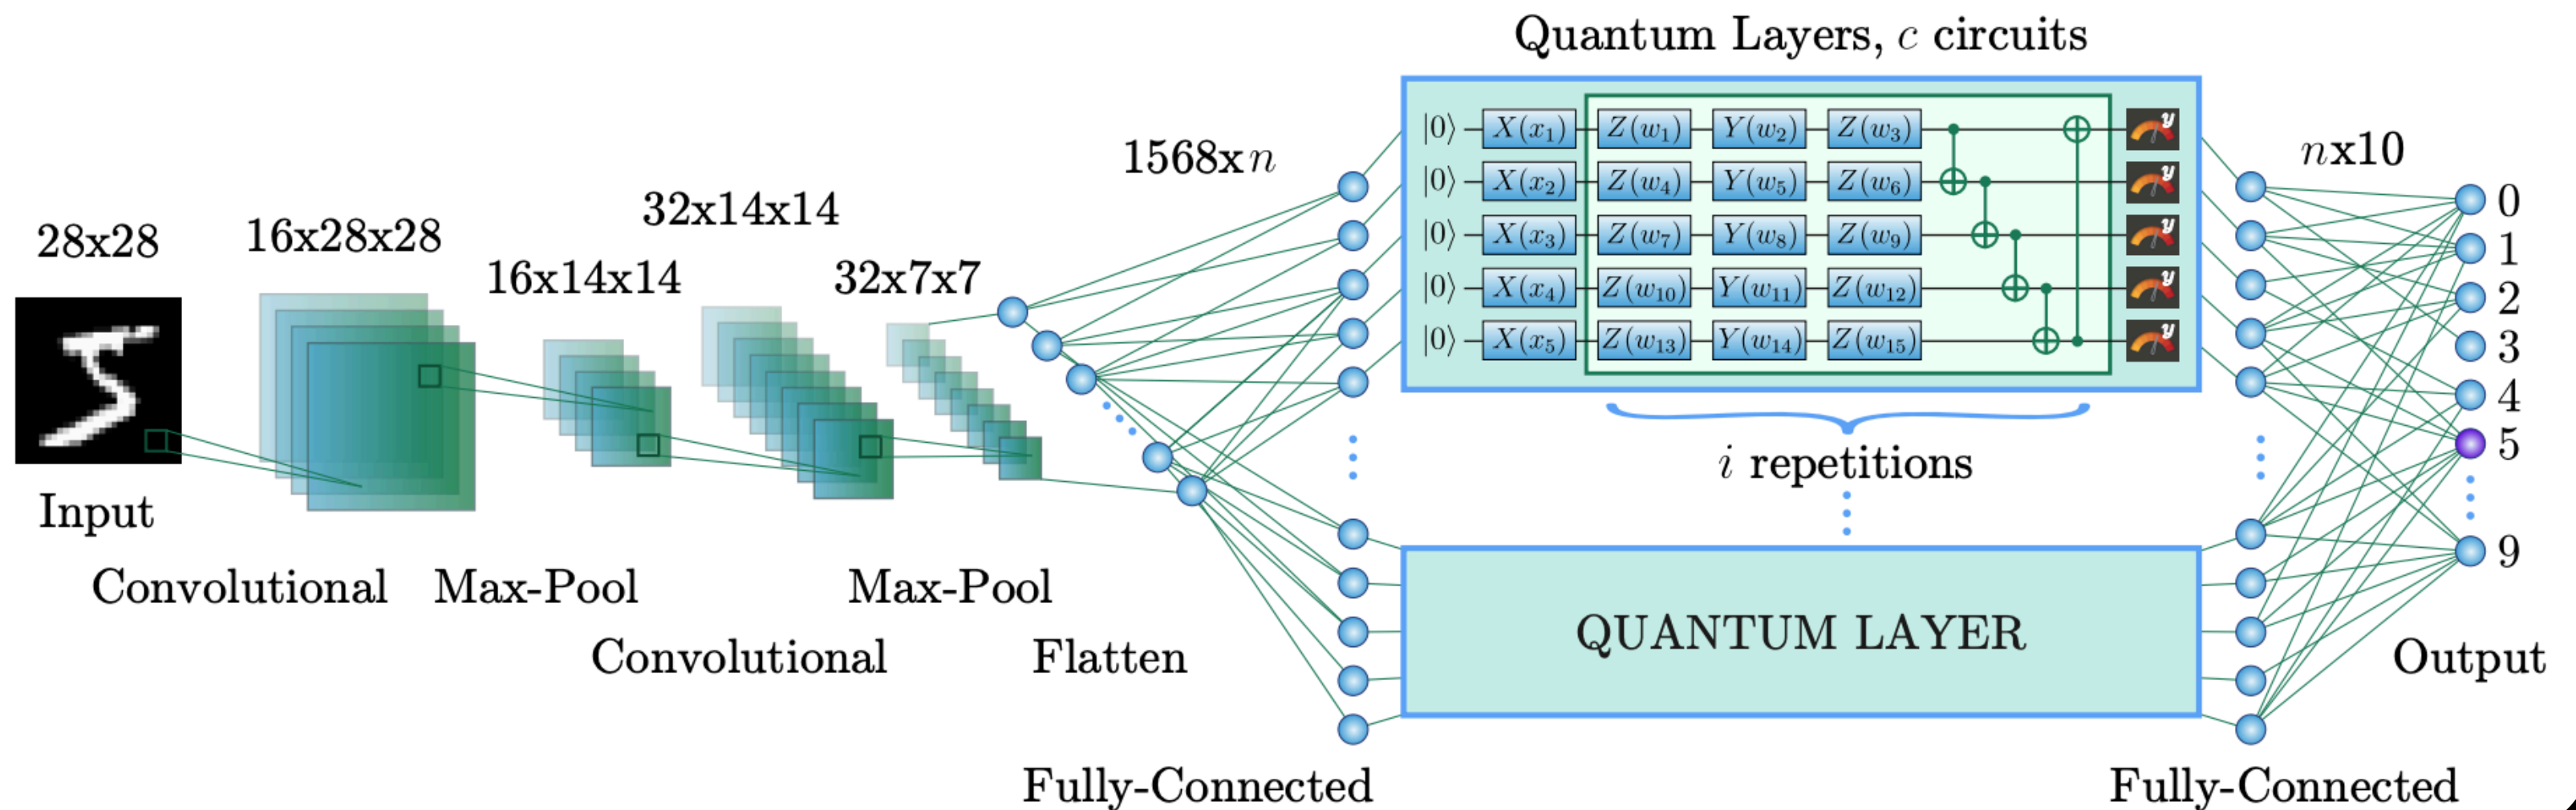 Quantum Layers, c circuits
28x28
16x28x28
16x14x14
32x14x14
32x7x7
1568xn
|0⟩ X(x₁) Z(w₁) Y(w₂) Z(w₃) y
|0⟩ X(x₂) Z(w₄) Y(w₅) Z(w₆) y
|0⟩ X(x₃) Z(w₇) Y(w₈) Z(w₉) y
|0⟩ X(x₄) Z(w₁₀) Y(w₁₁) Z(w₁₂) y
|0⟩ X(x₅) Z(w₁₃) Y(w₁₄) Z(w₁₅) y
i repetitions
QUANTUM LAYER
nx10
0
1
2
3
4
5
9
Input
Convolutional
Max-Pool
Convolutional
Max-Pool
Flatten
Fully-Connected
Fully-Connected
Output